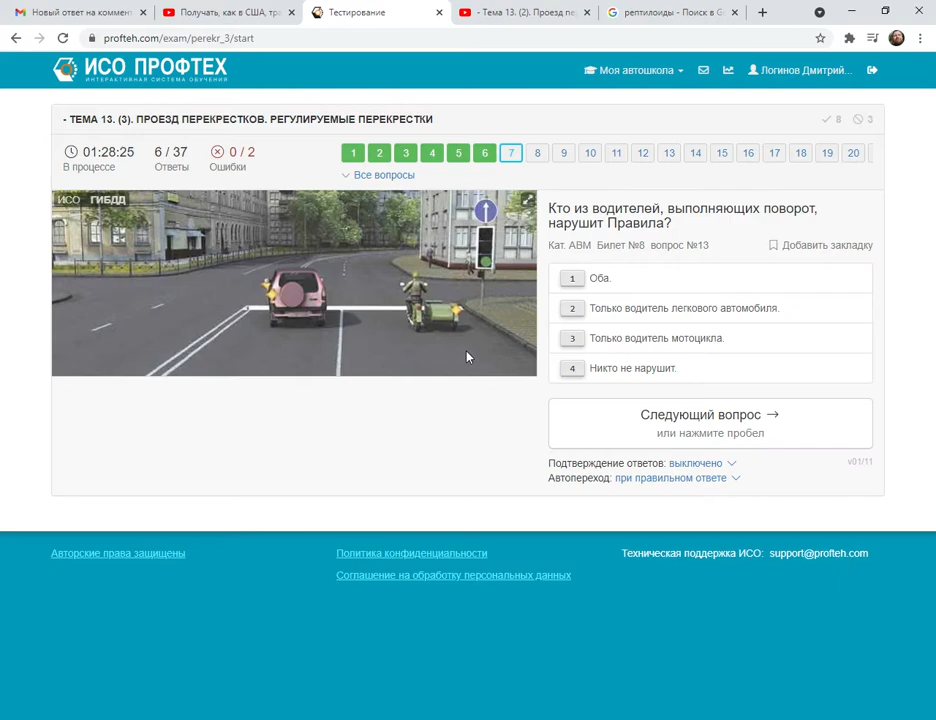 Новый ответ на коммент
Получать, как в США, тра
Тестирование
- Тема 13. (2). Проезд пе
рептилоиды - Поиск в G
profteh.com/exam/perekr_3/start
ИСО ПРОФТЕХ
ИНТЕРАКТИВНАЯ СИСТЕМА ОБУЧЕНИЯ
Моя автошкола
Логинов Дмитрий...
- ТЕМА 13. (3). ПРОЕЗД ПЕРЕКРЕСТКОВ. РЕГУЛИРУЕМЫЕ ПЕРЕКРЕСТКИ
8 3
01:28:25
В процессе
6 / 37
Ответы
0 / 2
Ошибки
1 2 3 4 5 6 7 8 9 10 11 12 13 14 15 16 17 18 19 20
Все вопросы
ИСО ГИБДД
Кто из водителей, выполняющих поворот,
нарушит Правила?
Кат. АВМ Билет №8 вопрос №13
Добавить закладку
1 Оба.
2 Только водитель легкового автомобиля.
3 Только водитель мотоцикла.
4 Никто не нарушит.
Следующий вопрос →
или нажмите пробел
Подтверждение ответов: выключено
v01/11
Автопереход: при правильном ответе
Авторские права защищены
Политика конфиденциальности
Соглашение на обработку персональных данных
Техническая поддержка ИСО: support@profteh.com